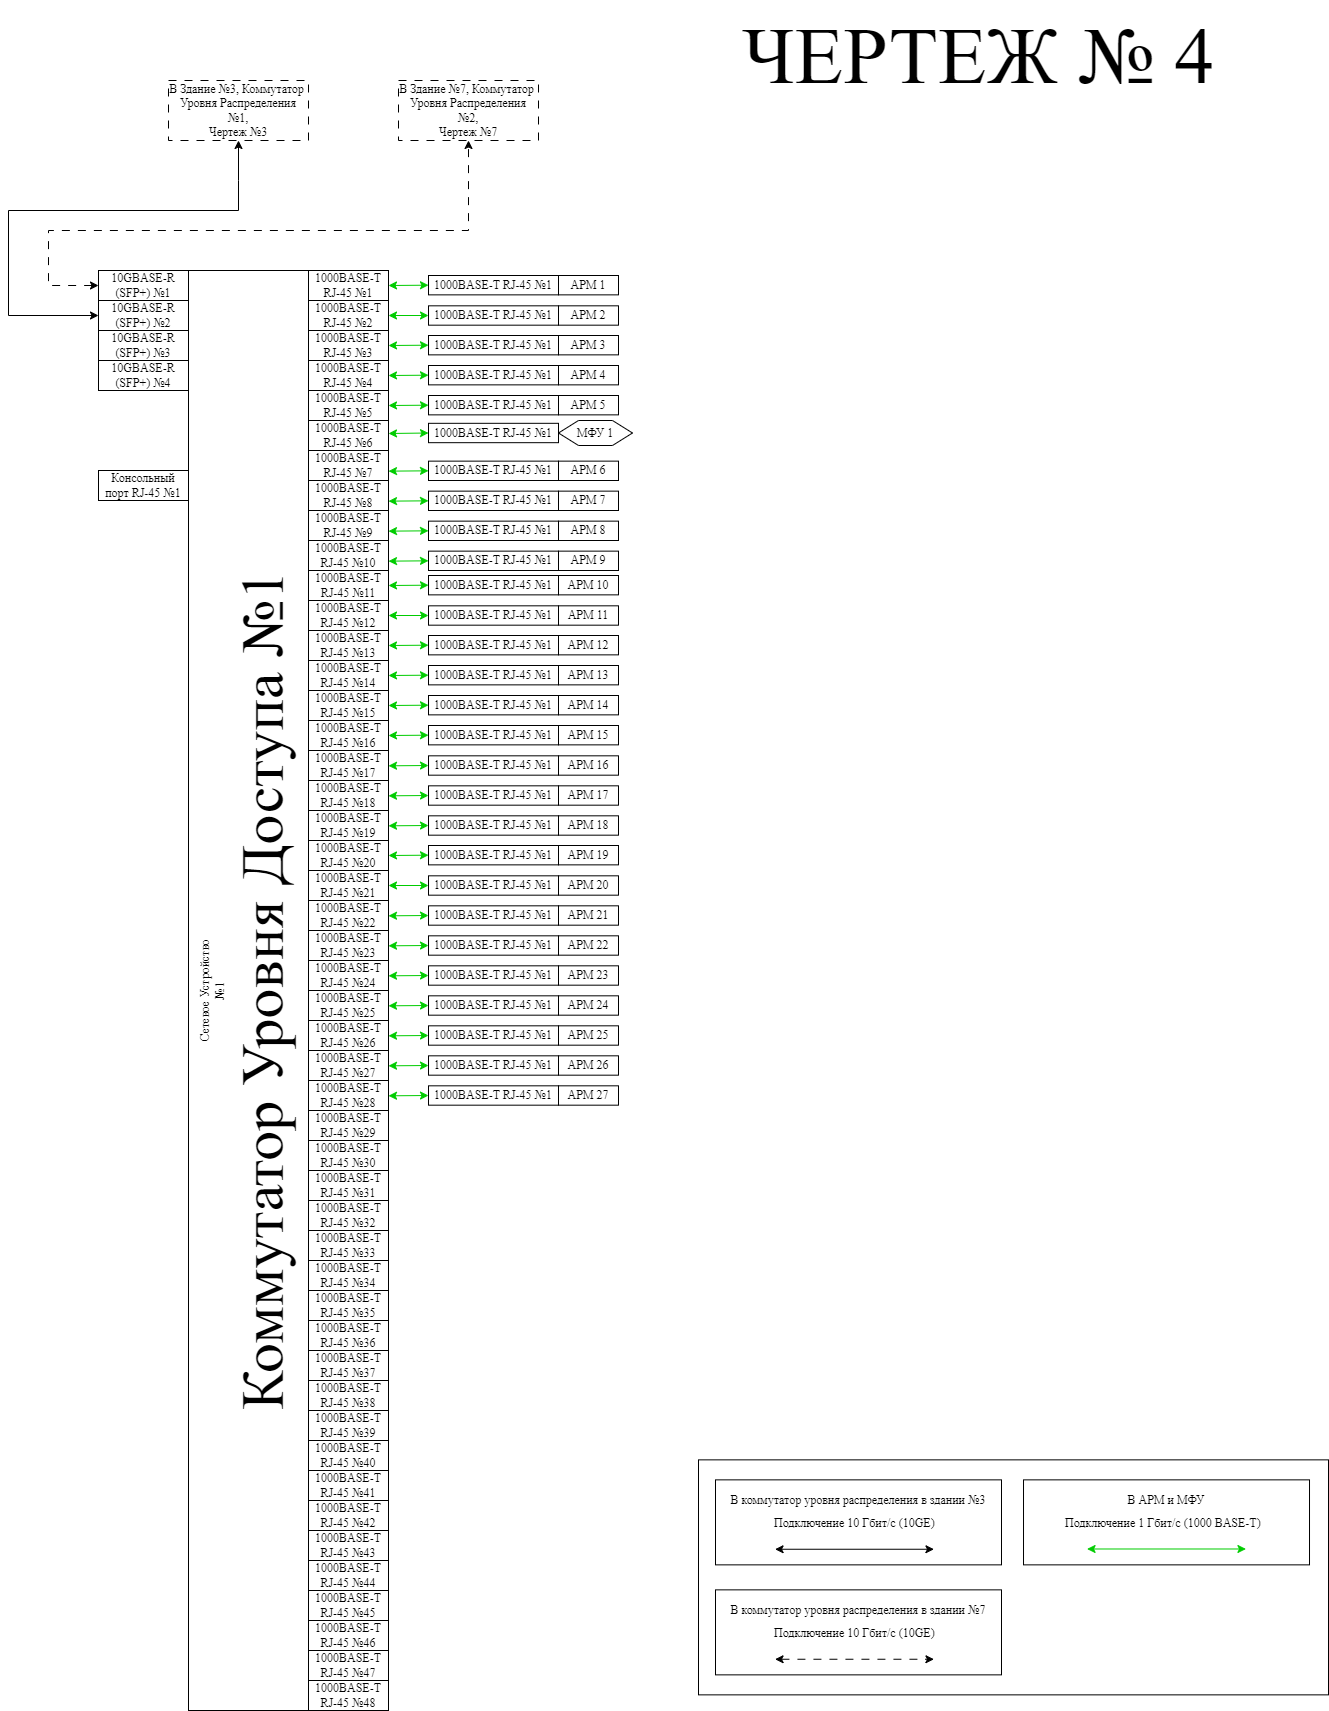 ЧЕРТЕЖ № 4
В Здание №3, Коммутатор
Уровня Распределения
№1,
Чертеж №3
В Здание №7, Коммутатор
Уровня Распределения
№2,
Чертеж №7
10GBASE-R
(SFP+) №1
10GBASE-R
(SFP+) №2
10GBASE-R
(SFP+) №3
10GBASE-R
(SFP+) №4
Консольный
порт RJ-45 №1
Сетевое Устройство
№1
Коммутатор Уровня Доступа №1
1000BASE-T
RJ-45 №1
1000BASE-T RJ-45 №1 АРМ 1
1000BASE-T
RJ-45 №2
1000BASE-T RJ-45 №1 АРМ 2
1000BASE-T
RJ-45 №3
1000BASE-T RJ-45 №1 АРМ 3
1000BASE-T
RJ-45 №4
1000BASE-T RJ-45 №1 АРМ 4
1000BASE-T
RJ-45 №5
1000BASE-T RJ-45 №1 АРМ 5
1000BASE-T
RJ-45 №6
1000BASE-T RJ-45 №1 МФУ 1
1000BASE-T
RJ-45 №7
1000BASE-T RJ-45 №1 АРМ 6
1000BASE-T
RJ-45 №8
1000BASE-T RJ-45 №1 АРМ 7
1000BASE-T
RJ-45 №9
1000BASE-T RJ-45 №1 АРМ 8
1000BASE-T
RJ-45 №10
1000BASE-T RJ-45 №1 АРМ 9
1000BASE-T
RJ-45 №11
1000BASE-T RJ-45 №1 АРМ 10
1000BASE-T
RJ-45 №12
1000BASE-T RJ-45 №1 АРМ 11
1000BASE-T
RJ-45 №13
1000BASE-T RJ-45 №1 АРМ 12
1000BASE-T
RJ-45 №14
1000BASE-T RJ-45 №1 АРМ 13
1000BASE-T
RJ-45 №15
1000BASE-T RJ-45 №1 АРМ 14
1000BASE-T
RJ-45 №16
1000BASE-T RJ-45 №1 АРМ 15
1000BASE-T
RJ-45 №17
1000BASE-T RJ-45 №1 АРМ 16
1000BASE-T
RJ-45 №18
1000BASE-T RJ-45 №1 АРМ 17
1000BASE-T
RJ-45 №19
1000BASE-T RJ-45 №1 АРМ 18
1000BASE-T
RJ-45 №20
1000BASE-T RJ-45 №1 АРМ 19
1000BASE-T
RJ-45 №21
1000BASE-T RJ-45 №1 АРМ 20
1000BASE-T
RJ-45 №22
1000BASE-T RJ-45 №1 АРМ 21
1000BASE-T
RJ-45 №23
1000BASE-T RJ-45 №1 АРМ 22
1000BASE-T
RJ-45 №24
1000BASE-T RJ-45 №1 АРМ 23
1000BASE-T
RJ-45 №25
1000BASE-T RJ-45 №1 АРМ 24
1000BASE-T
RJ-45 №26
1000BASE-T RJ-45 №1 АРМ 25
1000BASE-T
RJ-45 №27
1000BASE-T RJ-45 №1 АРМ 26
1000BASE-T
RJ-45 №28
1000BASE-T RJ-45 №1 АРМ 27
1000BASE-T
RJ-45 №29
1000BASE-T
RJ-45 №30
1000BASE-T
RJ-45 №31
1000BASE-T
RJ-45 №32
1000BASE-T
RJ-45 №33
1000BASE-T
RJ-45 №34
1000BASE-T
RJ-45 №35
1000BASE-T
RJ-45 №36
1000BASE-T
RJ-45 №37
1000BASE-T
RJ-45 №38
1000BASE-T
RJ-45 №39
1000BASE-T
RJ-45 №40
1000BASE-T
RJ-45 №41
1000BASE-T
RJ-45 №42
1000BASE-T
RJ-45 №43
1000BASE-T
RJ-45 №44
1000BASE-T
RJ-45 №45
1000BASE-T
RJ-45 №46
1000BASE-T
RJ-45 №47
1000BASE-T
RJ-45 №48
В коммутатор уровня распределения в здании №3
Подключение 10 Гбит/с (10GE)
В АРМ и МФУ
Подключение 1 Гбит/с (1000 BASE-T)
В коммутатор уровня распределения в здании №7
Подключение 10 Гбит/с (10GE)